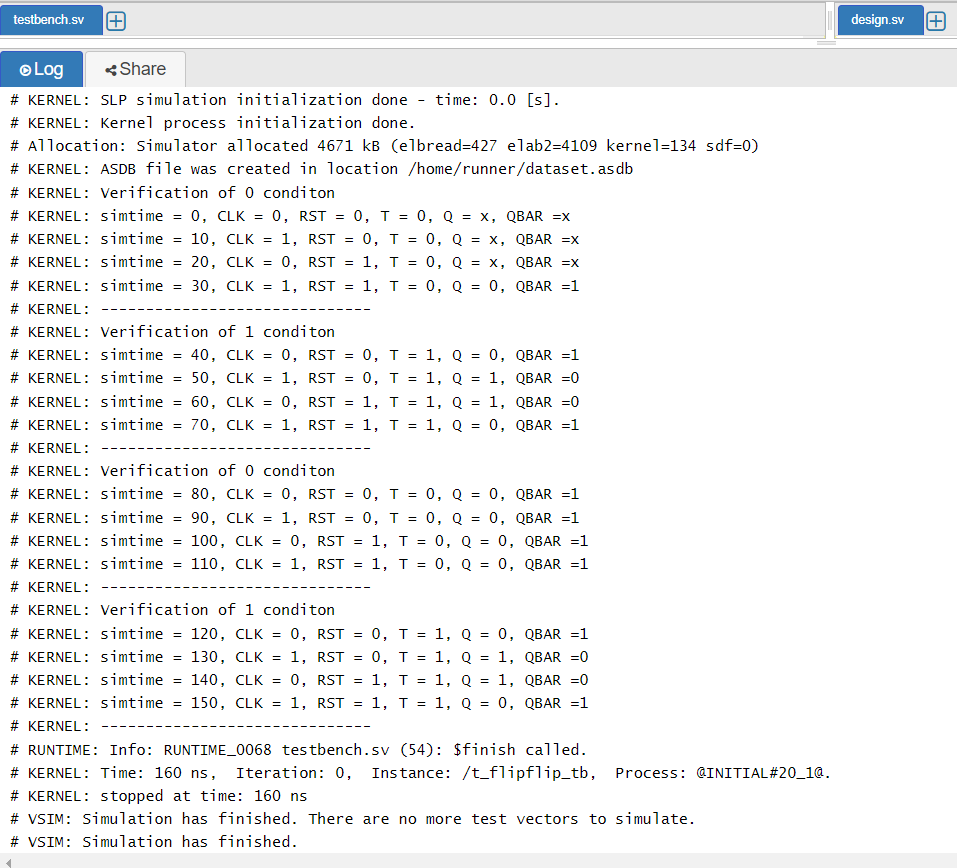 testbench.sv
design.sv
Log
Share
# KERNEL: SLP simulation initialization done - time: 0.0 [s].
# KERNEL: Kernel process initialization done.
# Allocation: Simulator allocated 4671 kB (elbread=427 elab2=4109 kernel=134 sdf=0)
# KERNEL: ASDB file was created in location /home/runner/dataset.asdb
# KERNEL: Verification of 0 conditon
# KERNEL: simtime = 0, CLK = 0, RST = 0, T = 0, Q = x, QBAR =x
# KERNEL: simtime = 10, CLK = 1, RST = 0, T = 0, Q = x, QBAR =x
# KERNEL: simtime = 20, CLK = 0, RST = 1, T = 0, Q = x, QBAR =x
# KERNEL: simtime = 30, CLK = 1, RST = 1, T = 0, Q = 0, QBAR =1
# KERNEL: ------------------------------
# KERNEL: Verification of 1 conditon
# KERNEL: simtime = 40, CLK = 0, RST = 0, T = 1, Q = 0, QBAR =1
# KERNEL: simtime = 50, CLK = 1, RST = 0, T = 1, Q = 1, QBAR =0
# KERNEL: simtime = 60, CLK = 0, RST = 1, T = 1, Q = 1, QBAR =0
# KERNEL: simtime = 70, CLK = 1, RST = 1, T = 1, Q = 0, QBAR =1
# KERNEL: ------------------------------
# KERNEL: Verification of 0 conditon
# KERNEL: simtime = 80, CLK = 0, RST = 0, T = 0, Q = 0, QBAR =1
# KERNEL: simtime = 90, CLK = 1, RST = 0, T = 0, Q = 0, QBAR =1
# KERNEL: simtime = 100, CLK = 0, RST = 1, T = 0, Q = 0, QBAR =1
# KERNEL: simtime = 110, CLK = 1, RST = 1, T = 0, Q = 0, QBAR =1
# KERNEL: ------------------------------
# KERNEL: Verification of 1 conditon
# KERNEL: simtime = 120, CLK = 0, RST = 0, T = 1, Q = 0, QBAR =1
# KERNEL: simtime = 130, CLK = 1, RST = 0, T = 1, Q = 1, QBAR =0
# KERNEL: simtime = 140, CLK = 0, RST = 1, T = 1, Q = 1, QBAR =0
# KERNEL: simtime = 150, CLK = 1, RST = 1, T = 1, Q = 0, QBAR =1
# KERNEL: ------------------------------
# RUNTIME: Info: RUNTIME_0068 testbench.sv (54): $finish called.
# KERNEL: Time: 160 ns,  Iteration: 0,  Instance: /t_flipflip_tb,  Process: @INITIAL#20_1@.
# KERNEL: stopped at time: 160 ns
# VSIM: Simulation has finished. There are no more test vectors to simulate.
# VSIM: Simulation has finished.